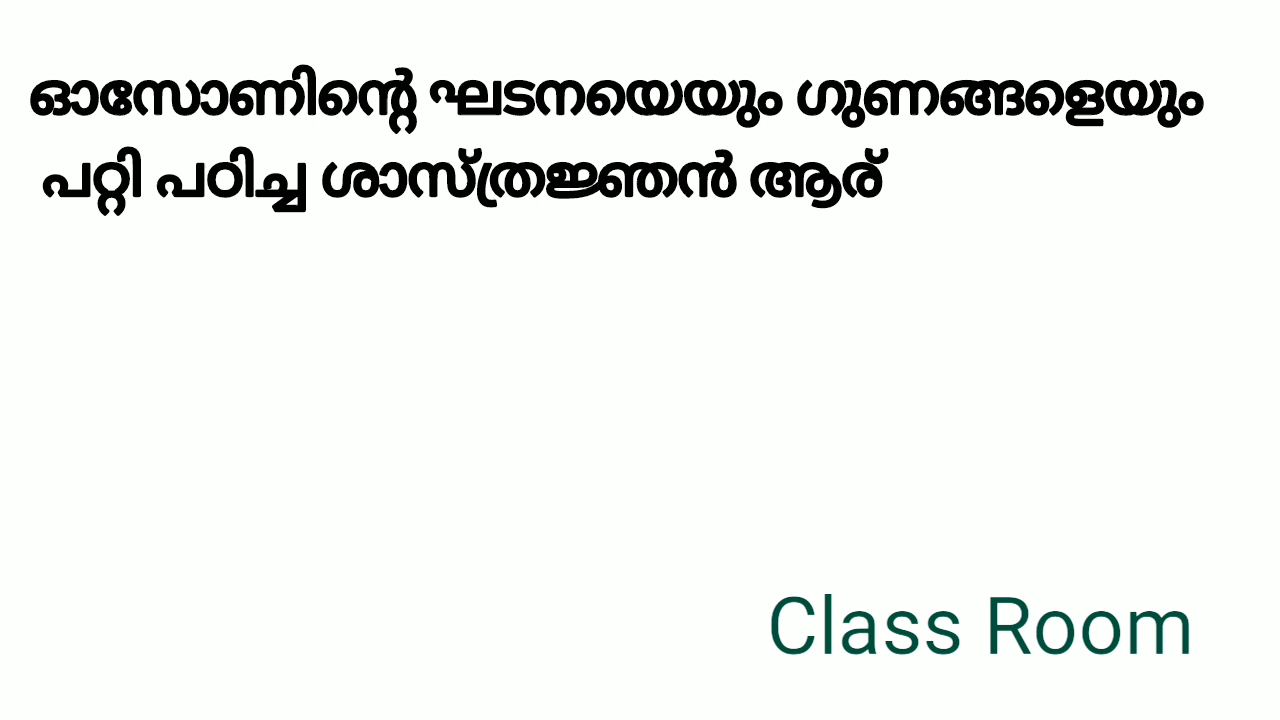 ഓസോണിന്റെ ഘടനയെയും ഗുണങ്ങളെയും
പറ്റി പഠിച്ച ശാസ്ത്രജ്ഞൻ ആര്
Class Room